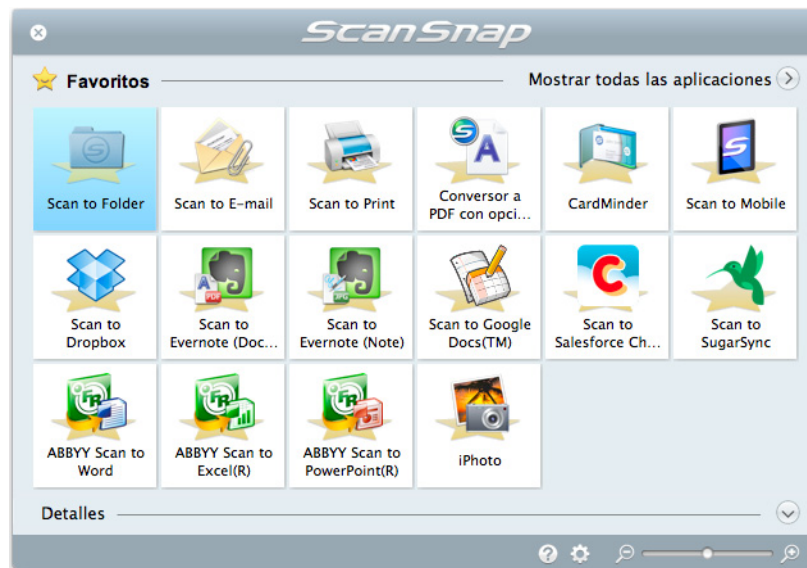 ScanSnap
Favoritos
Mostrar todas las aplicaciones
Scan to Folder
Scan to E-mail
Scan to Print
Conversor a
PDF con opci...
CardMinder
Scan to Mobile
Scan to
Dropbox
Scan to
Evernote (Doc...
Scan to
Evernote (Note)
Scan to Google
Docs(TM)
Scan to
Salesforce Ch...
Scan to
SugarSync
ABBYY Scan to
Word
ABBYY Scan to
Excel(R)
ABBYY Scan to
PowerPoint(R)
iPhoto
Detalles